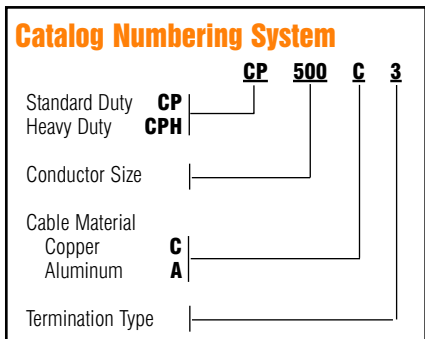 Catalog Numbering System
CP 500 C 3
Standard Duty CP
Heavy Duty CPH
Conductor Size
Cable Material
Copper C
Aluminum A
Termination Type